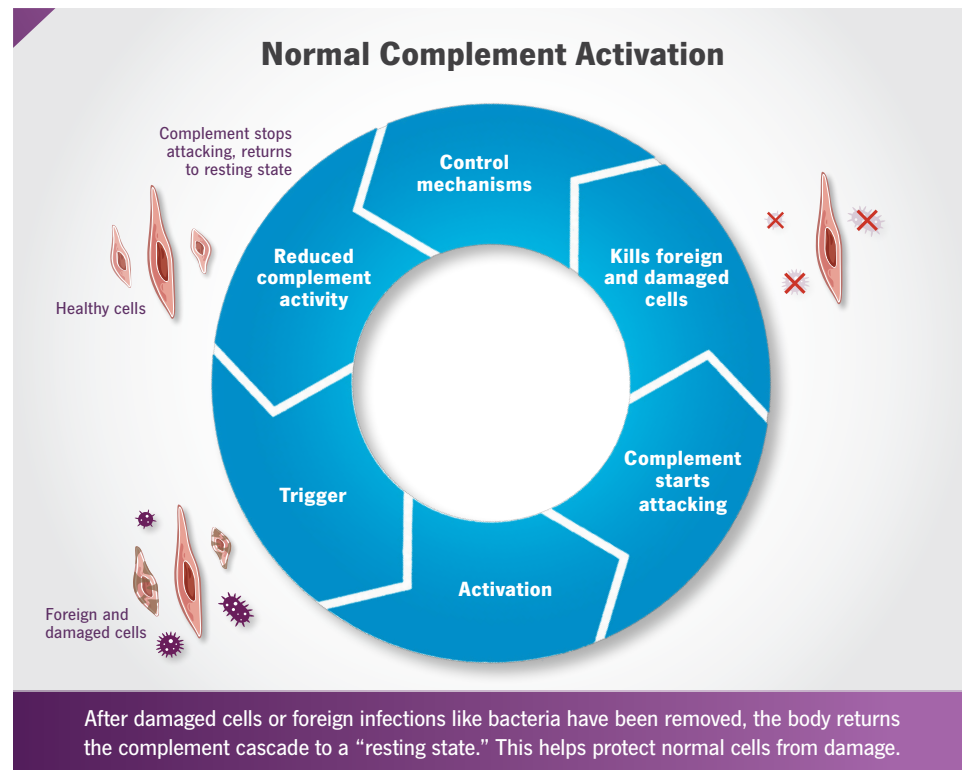 Normal Complement Activation
Complement stops
attacking, returns
to resting state
Healthy cells
Control
mechanisms
Kills foreign
and damaged
cells
Complement
starts
attacking
Activation
Trigger
Reduced
complement
activity
Foreign and
damaged cells
After damaged cells or foreign infections like bacteria have been removed, the body returns
the complement cascade to a “resting state.” This helps protect normal cells from damage.